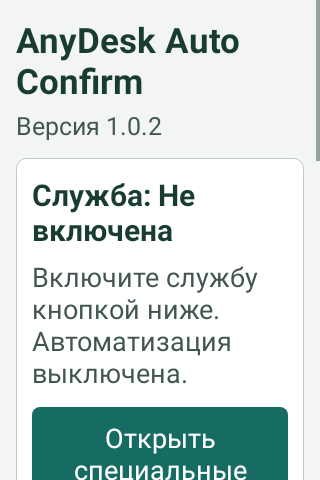 AnyDesk Auto
Confirm
Версия 1.0.2
Служба: Не
включена
Включите службу
кнопкой ниже.
Автоматизация
выключена.
Открыть
специальные